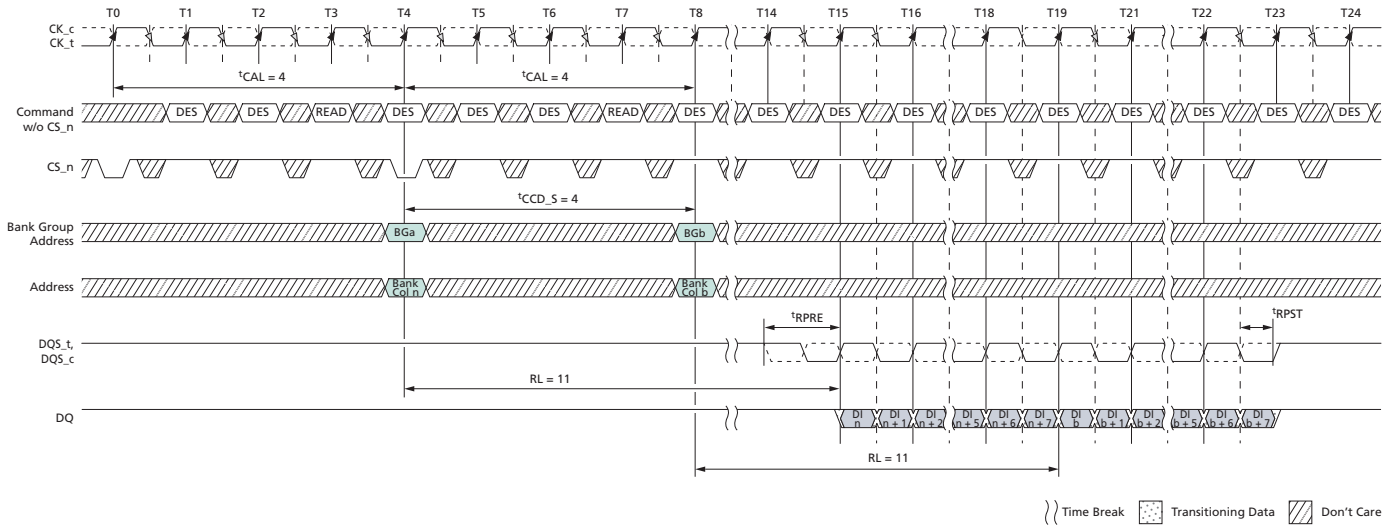 T0 T1 T2 T3 T4 T5 T6 T7 T8 T14 T15 T16 T18 T19 T21 T22 T23 T24
CK_c
CK_t
tCAL = 4 tCAL = 4
Command
w/o CS_n
DES DES READ DES DES DES READ DES DES DES DES DES DES DES DES DES DES
CS_n
tCCD_S = 4
Bank Group
Address
BGa BGb
Address
Bank
Col n
Bank
Col b
tRPRE tRPST
DQS_t,
DQS_c
RL = 11
DQ
DI
n
DI
n + 1
DI
n + 2
DI
n + 5
DI
n + 6
DI
n + 7
DI
b
DI
b + 1
DI
b + 2
DI
b + 5
DI
b + 6
DI
b + 7
RL = 11
Time Break Transitioning Data Don't Care